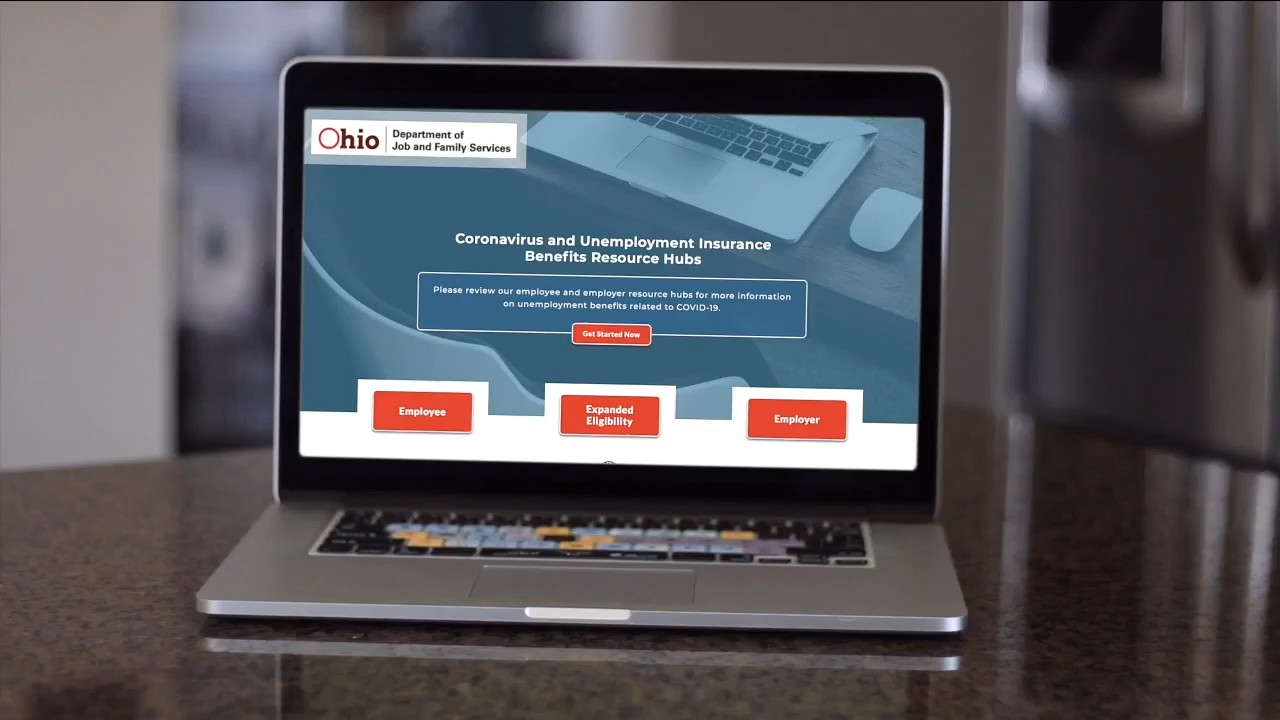 Ohio
Department of
Job and Family Services
Coronavirus and Unemployment Insurance
Benefits Resource Hubs
Please review our employee and employer resource hubs for more information
on unemployment benefits related to COVID-19.
Get Started Now
Employee
Expanded
Eligibility
Employer